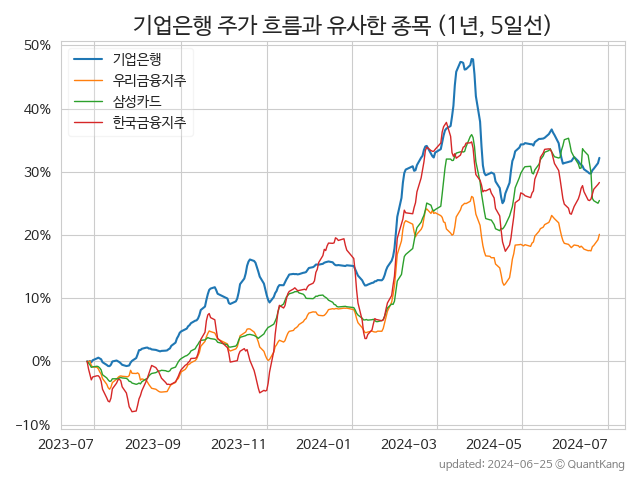 기업은행 주가 흐름과 유사한 종목 (1년, 5일선)
기업은행
우리금융지주
삼성카드
한국금융지주
50%
40%
30%
20%
10%
0%
−10%
2023-07 2023-09 2023-11 2024-01 2024-03 2024-05 2024-07
updated: 2024-06-25 © QuantKang